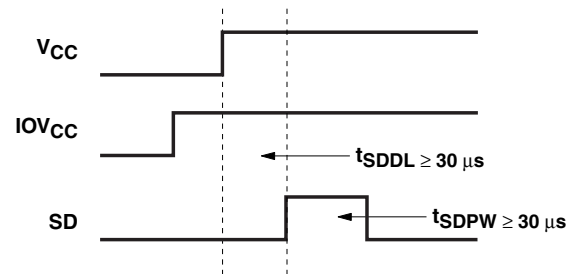 VCC
IOVCC
tSDDL ≥ 30 μs
SD
tSDPW ≥ 30 μs